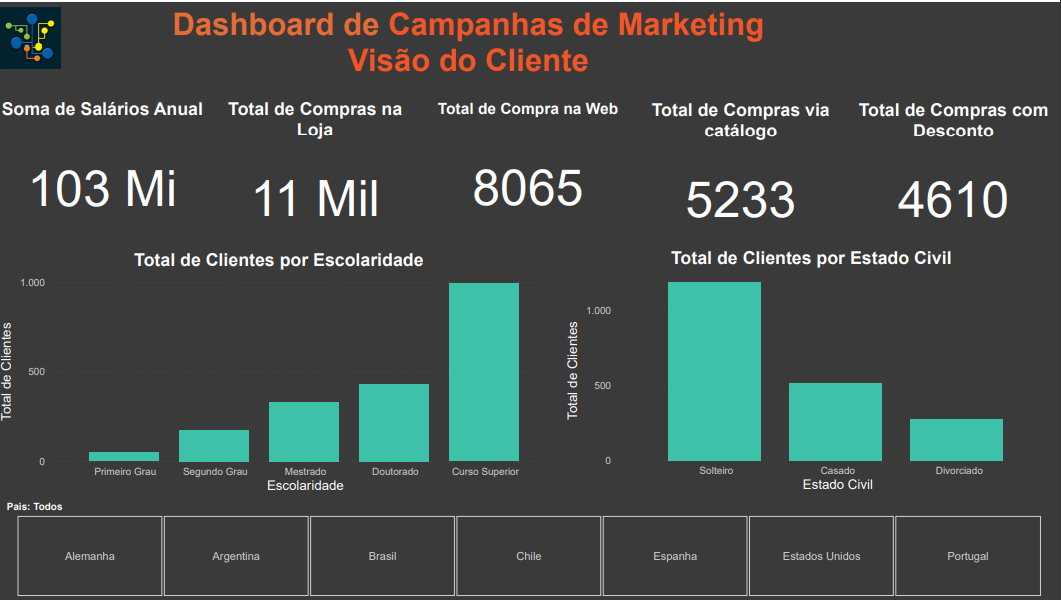 Dashboard de Campanhas de Marketing
Visão do Cliente
Soma de Salários Anual
103 Mi
Total de Compras na
Loja
11 Mil
Total de Compra na Web
8065
Total de Compras via
catálogo
5233
Total de Compras com
Desconto
4610
Total de Clientes por Escolaridade
Total de Clientes
1.000
500
0
Primeiro Grau
Segundo Grau
Mestrado
Doutorado
Curso Superior
Escolaridade
Total de Clientes por Estado Civil
Total de Clientes
1.000
500
0
Solteiro
Casado
Divorciado
Estado Civil
Pais: Todos
Alemanha
Argentina
Brasil
Chile
Espanha
Estados Unidos
Portugal